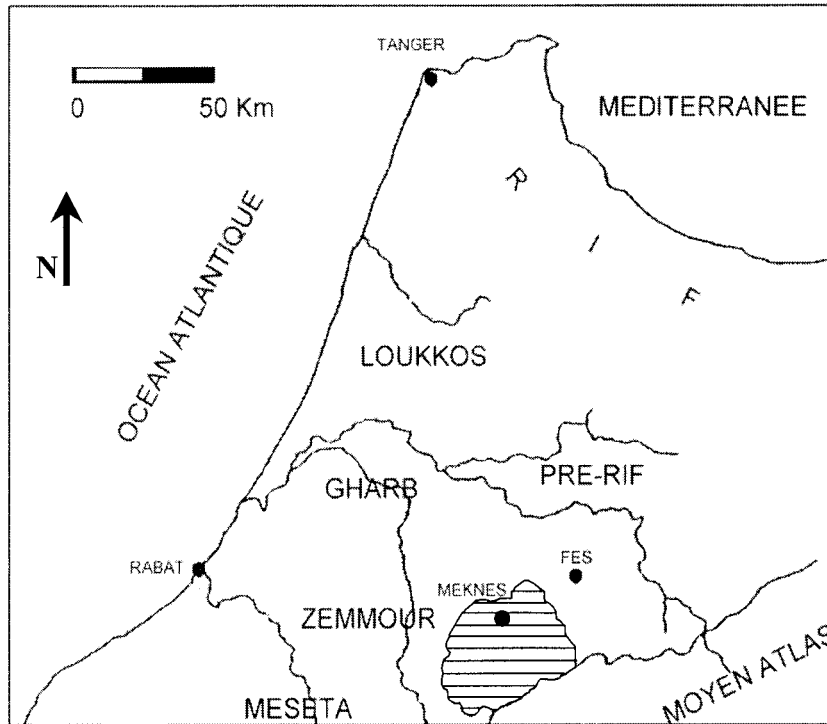 TANGER
0 50 Km
MEDITERRANEE
R
I
F
N
OCEAN ATLANTIQUE
LOUKKOS
GHARB
PRE-RIF
RABAT
FES
MEKNES
ZEMMOUR
MESETA
MOYEN ATLAS